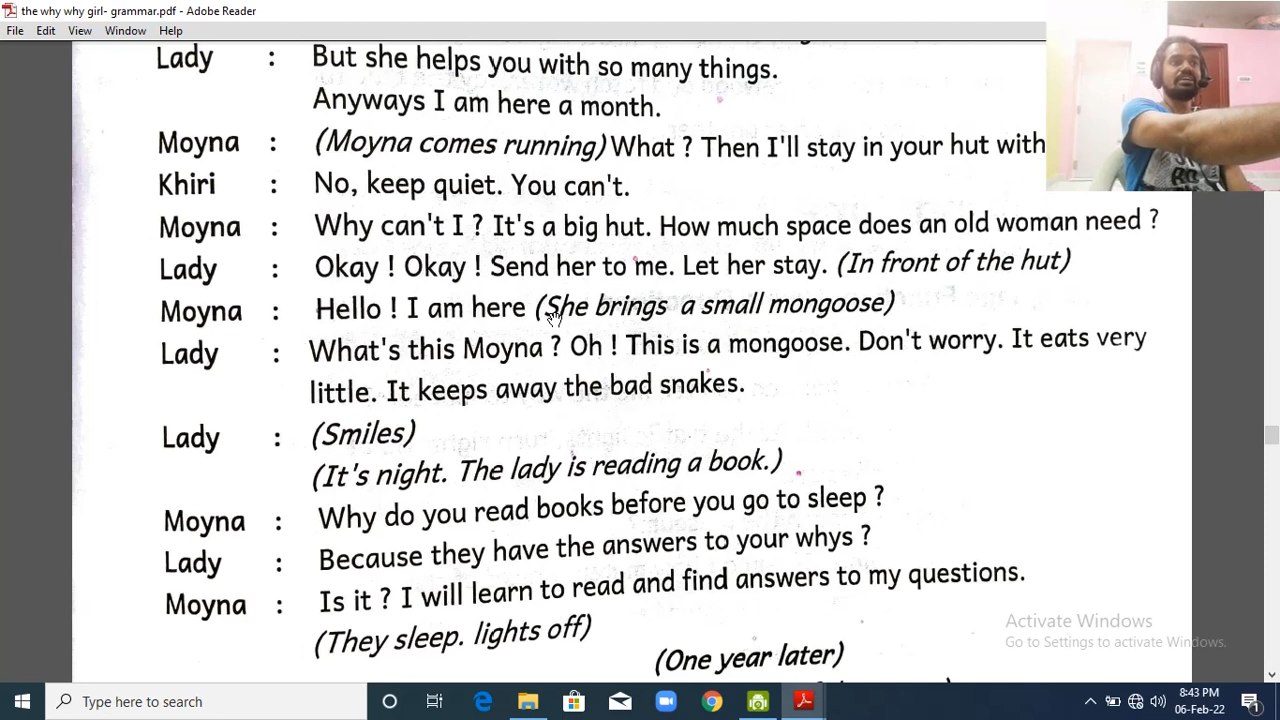 the why why girl- grammar.pdf - Adobe Reader
File Edit View Window Help
Lady : But she helps you with so many things.
Anyways I am here a month.
Moyna : (Moyna comes running) What ? Then I'll stay in your hut with
Khiri : No, keep quiet. You can't.
Moyna : Why can't I ? It's a big hut. How much space does an old woman need ?
Lady : Okay ! Okay ! Send her to me. Let her stay. (In front of the hut)
Moyna : Hello ! I am here (She brings a small mongoose)
Lady : What's this Moyna ? Oh ! This is a mongoose. Don't worry. It eats very
little. It keeps away the bad snakes.
Lady : (Smiles)
(It's night. The lady is reading a book.)
Moyna : Why do you read books before you go to sleep ?
Lady : Because they have the answers to your whys ?
Moyna : Is it ? I will learn to read and find answers to my questions.
(They sleep. lights off)
(One year later)
Activate Windows
Go to Settings to activate Windows.
Type here to search
8:43 PM
06-Feb-22
1